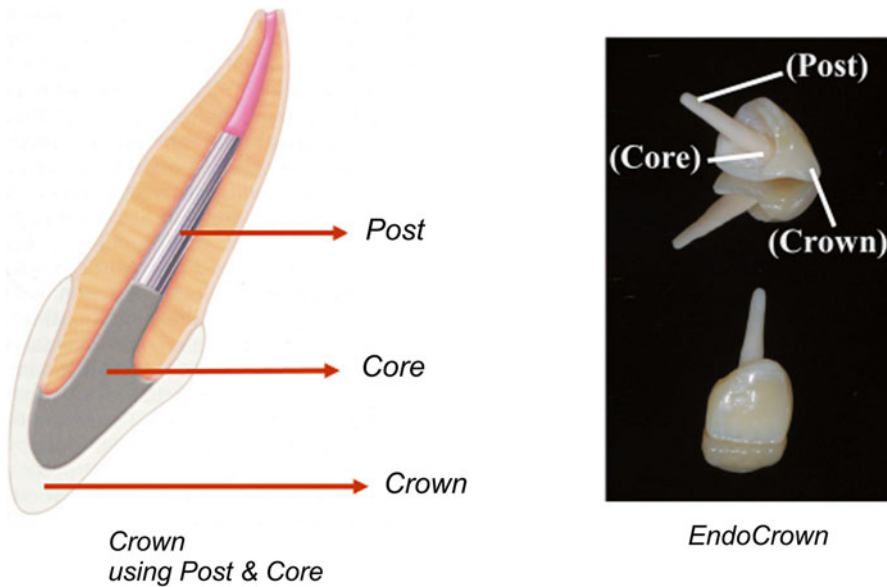 Post
Core
Crown
Crown
using Post & Core
(Post)
(Core)
(Crown)
EndoCrown